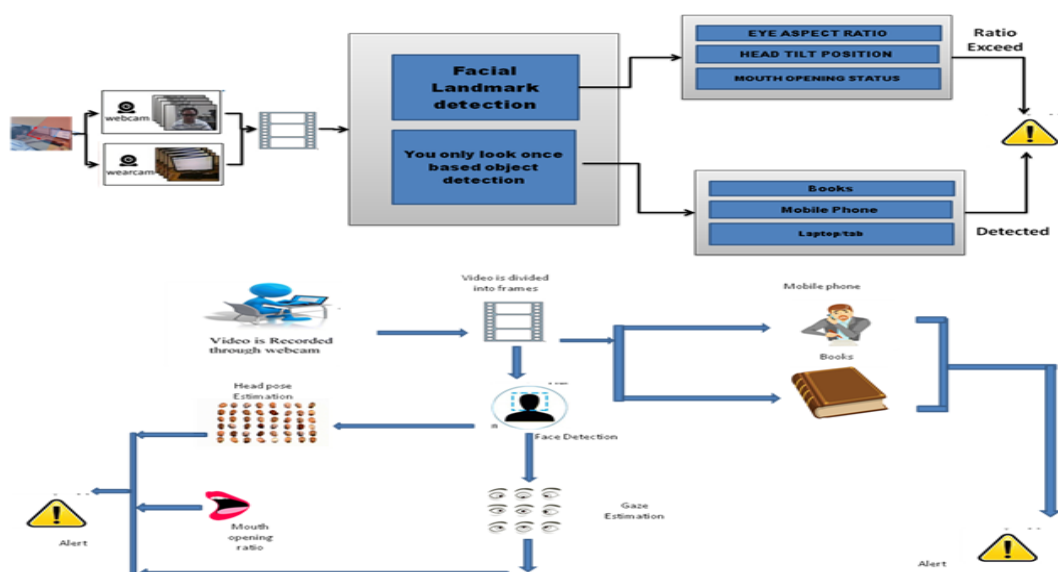 EYE ASPECT RATIO
HEAD TILT POSITION
MOUTH OPENING STATUS
Ratio
Exceed
Facial
Landmark
detection
webcam
wearcam
You only look once
based object
detection
Books
Mobile Phone
Laptop/tab
Detected
Video is divided
into frames
Mobile phone
Video is Recorded
through webcam
Books
Head pose
Estimation
Face Detection
Gaze
Estimation
Mouth
opening
ratio
Alert
Alert